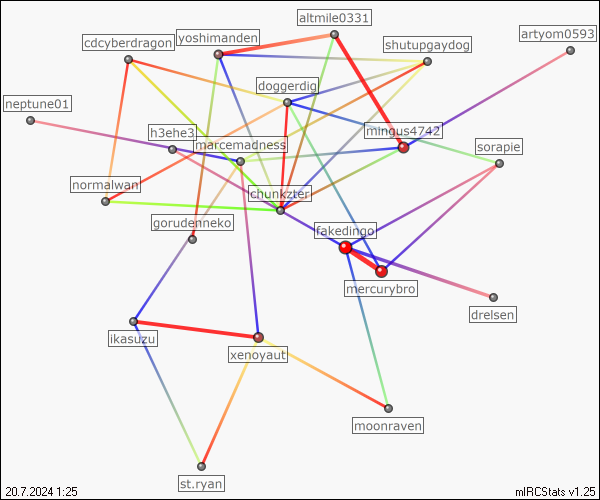 altmile0331
yoshimanden
artyom0593
cdcyberdragon
shutupgaydog
doggerdig
neptune01
h3ehe3
mingus4742
marcemadness
sorapie
normalwan
chunkzter
gorudenneko
fakedingo
mercurybro
drelsen
ikasuzu
xenoyaut
moonraven
st.ryan
20.7.2024 1:25
mIRCStats v1.25